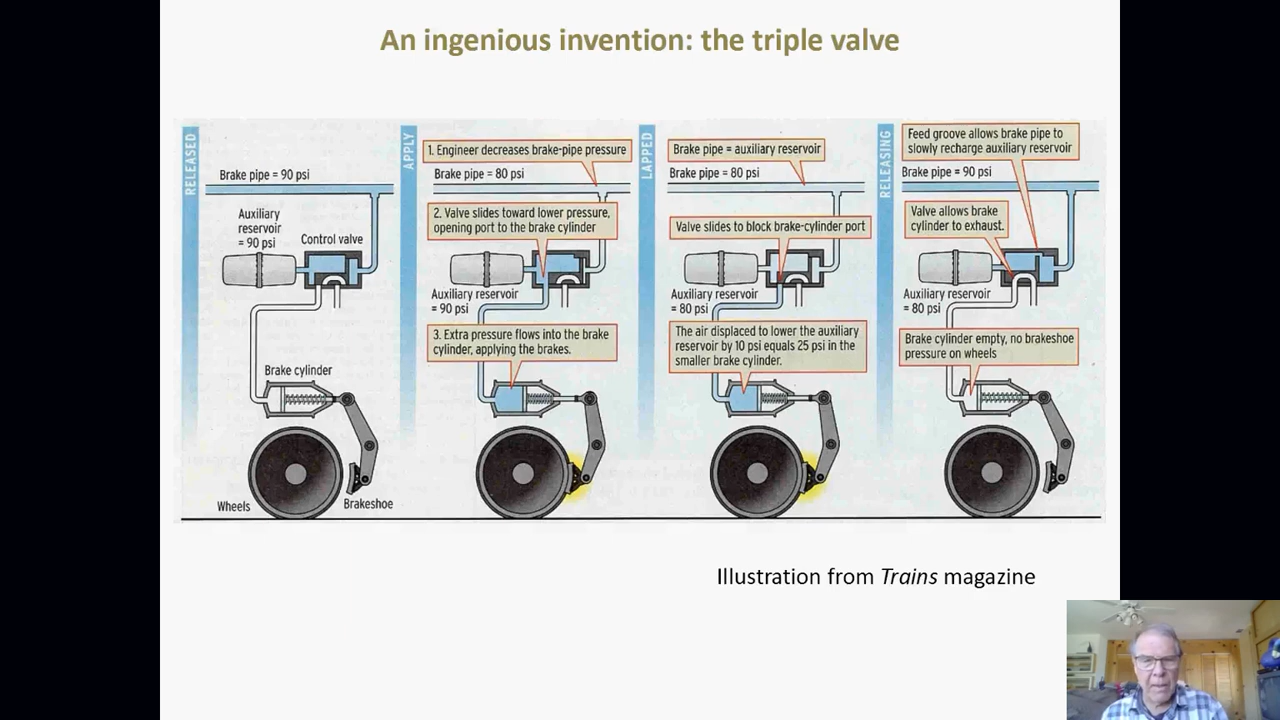 An ingenious invention: the triple valve
RELEASED
Brake pipe = 90 psi
Auxiliary
reservoir
= 90 psi
Control valve
Brake cylinder
Wheels
Brakeshoe
APPLY
1. Engineer decreases brake-pipe pressure
Brake pipe = 80 psi
2. Valve slides toward lower pressure,
opening port to the brake cylinder
Auxiliary reservoir
= 90 psi
3. Extra pressure flows into the brake
cylinder, applying the brakes.
LAPPED
Brake pipe = auxiliary reservoir
Brake pipe = 80 psi
Valve slides to block brake-cylinder port
Auxiliary reservoir
= 80 psi
The air displaced to lower the auxiliary
reservoir by 10 psi equals 25 psi in the
smaller brake cylinder.
RELEASING
Feed groove allows brake pipe to
slowly recharge auxiliary reservoir
Brake pipe = 90 psi
Valve allows brake
cylinder to exhaust.
Auxiliary reservoir
= 80 psi
Brake cylinder empty, no brakeshoe
pressure on wheels
Illustration from Trains magazine